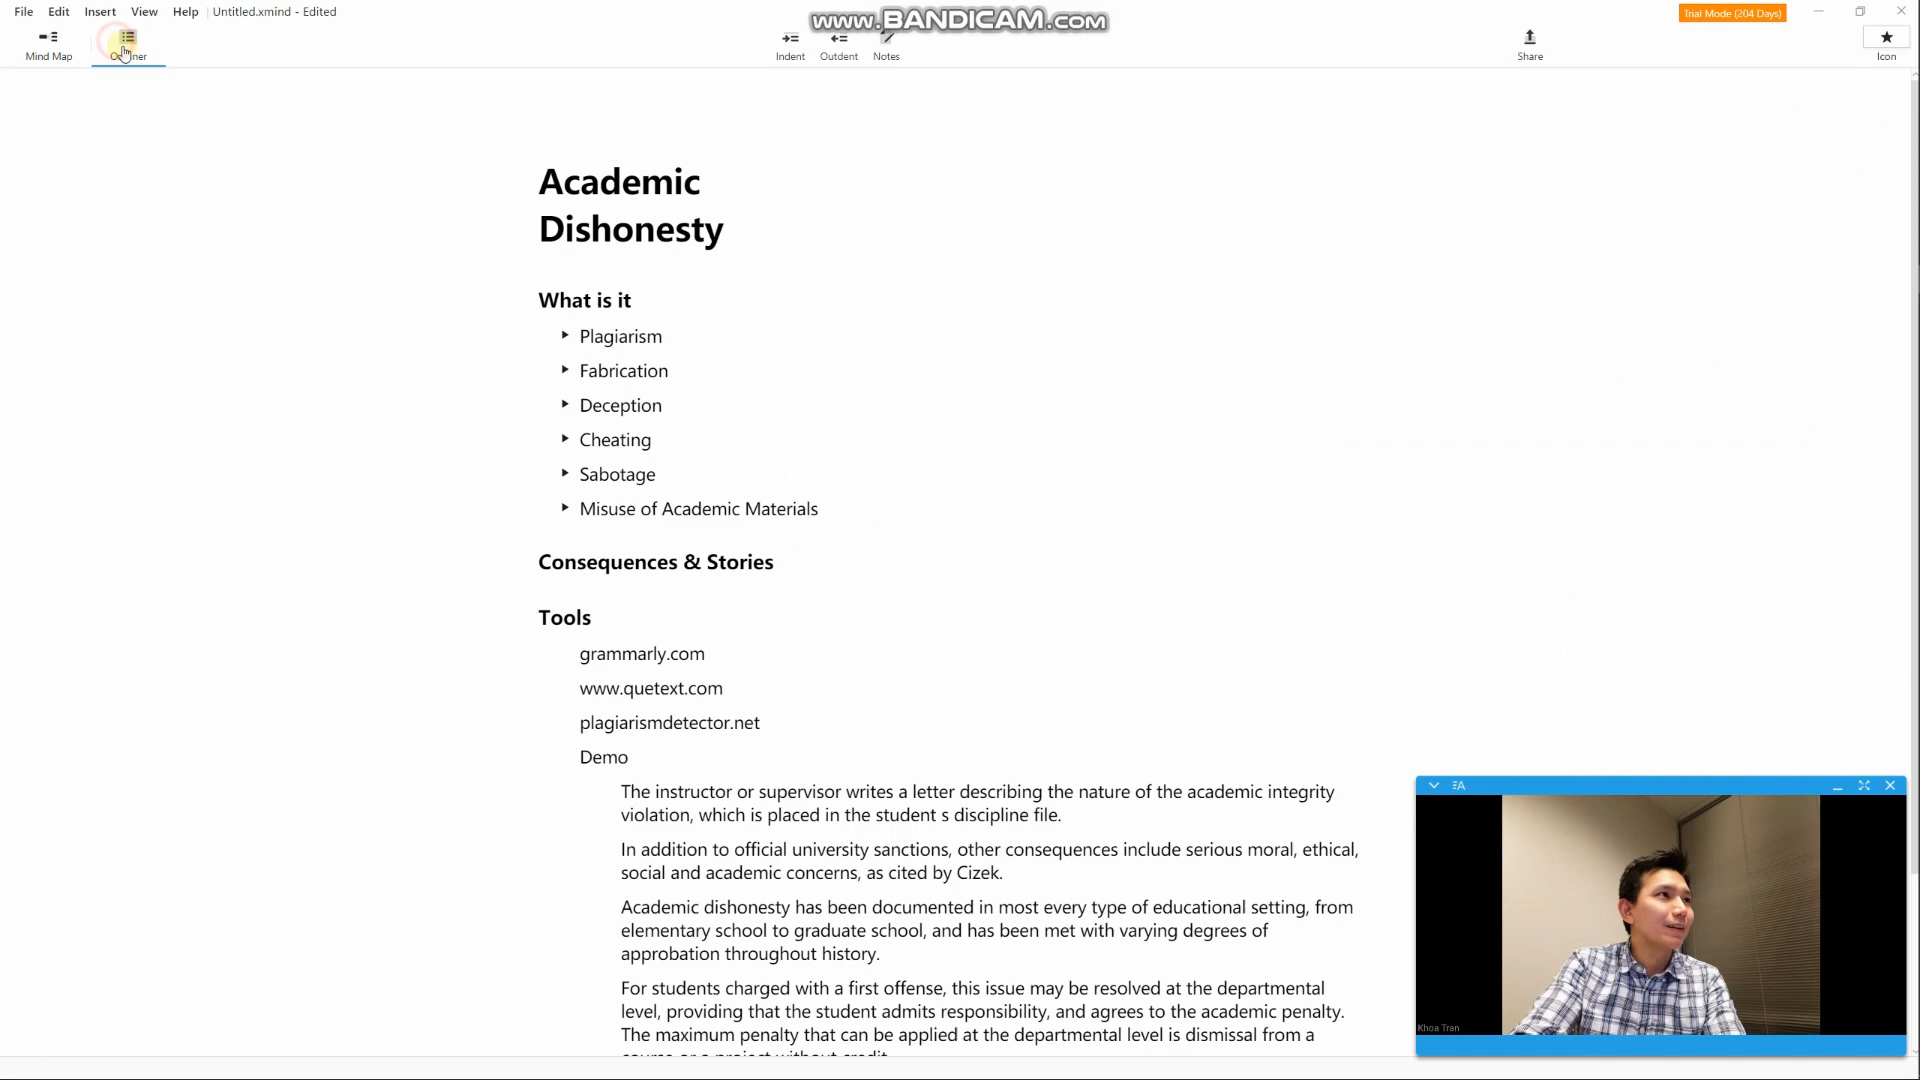 File Edit Insert View Help Untitled.xmind - Edited
www.BANDICAM.com
Trial Mode (204 Days)
Mind Map
Indent Outdent Notes
Share
Icon
Academic
Dishonesty
What is it
Plagiarism
Fabrication
Deception
Cheating
Sabotage
Misuse of Academic Materials
Consequences & Stories
Tools
grammarly.com
www.quetext.com
plagiarismdetector.net
Demo
The instructor or supervisor writes a letter describing the nature of the academic integrity
violation, which is placed in the student s discipline file.
In addition to official university sanctions, other consequences include serious moral, ethical,
social and academic concerns, as cited by Cizek.
Academic dishonesty has been documented in most every type of educational setting, from
elementary school to graduate school, and has been met with varying degrees of
approbation throughout history.
For students charged with a first offense, this issue may be resolved at the departmental
level, providing that the student admits responsibility, and agrees to the academic penalty.
The maximum penalty that can be applied at the departmental level is dismissal from a
Khoa Tran